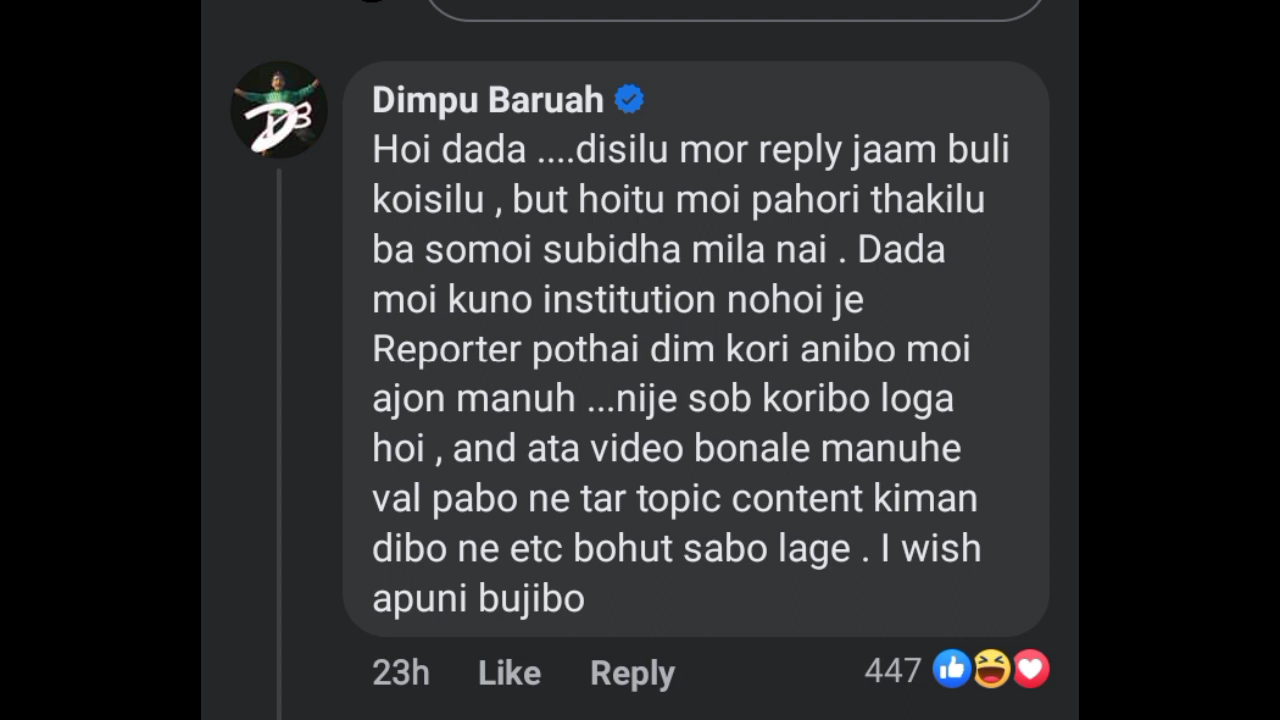 Dimpu Baruah
Hoi dada ....disilu mor reply jaam buli
koisilu , but hoitu moi pahori thakilu
ba somoi subidha mila nai . Dada
moi kuno institution nohoi je
Reporter pothai dim kori anibo moi
ajon manuh ...nije sob koribo loga
hoi , and ata video bonale manuhe
val pabo ne tar topic content kiman
dibo ne etc bohut sabo lage . I wish
apuni bujibo
23h Like Reply 447